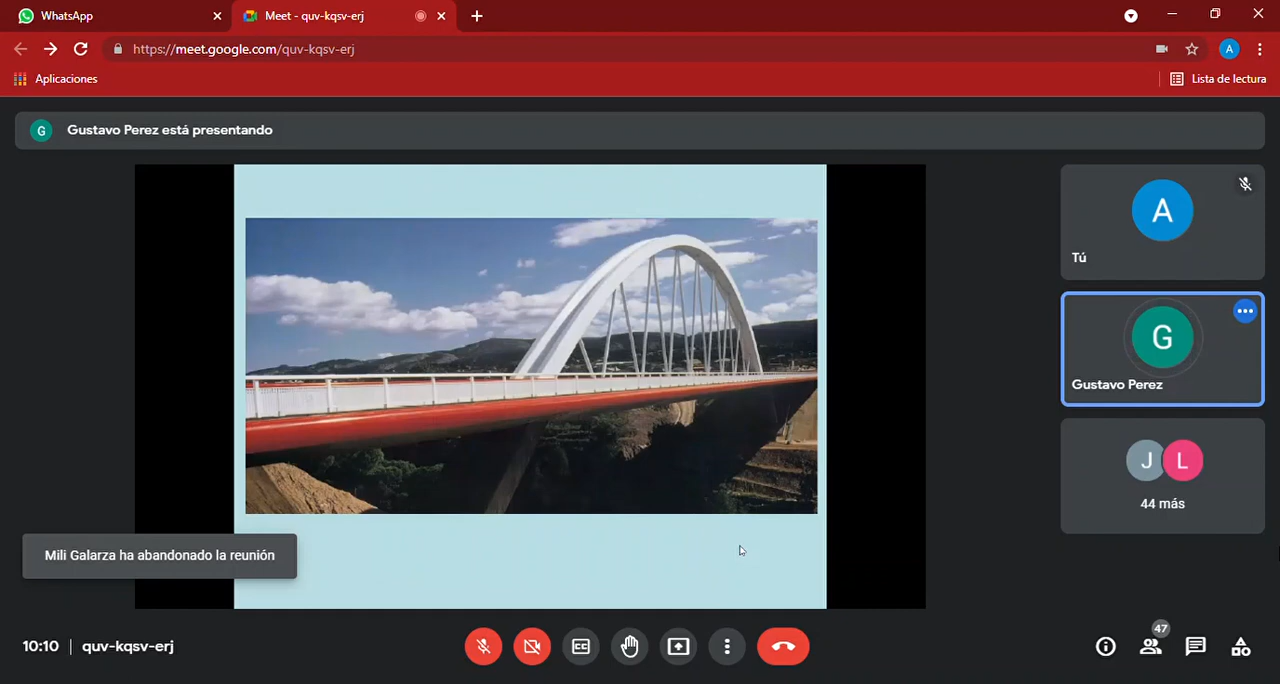 WhatsApp
Meet - quv-kqsv-erj
https://meet.google.com/quv-kqsv-erj
A
Aplicaciones
Lista de lectura
G
Gustavo Perez está presentando
A
Tú
G
Gustavo Perez
J L
44 más
Mili Galarza ha abandonado la reunión
10:10 | quv-kqsv-erj
CC
47